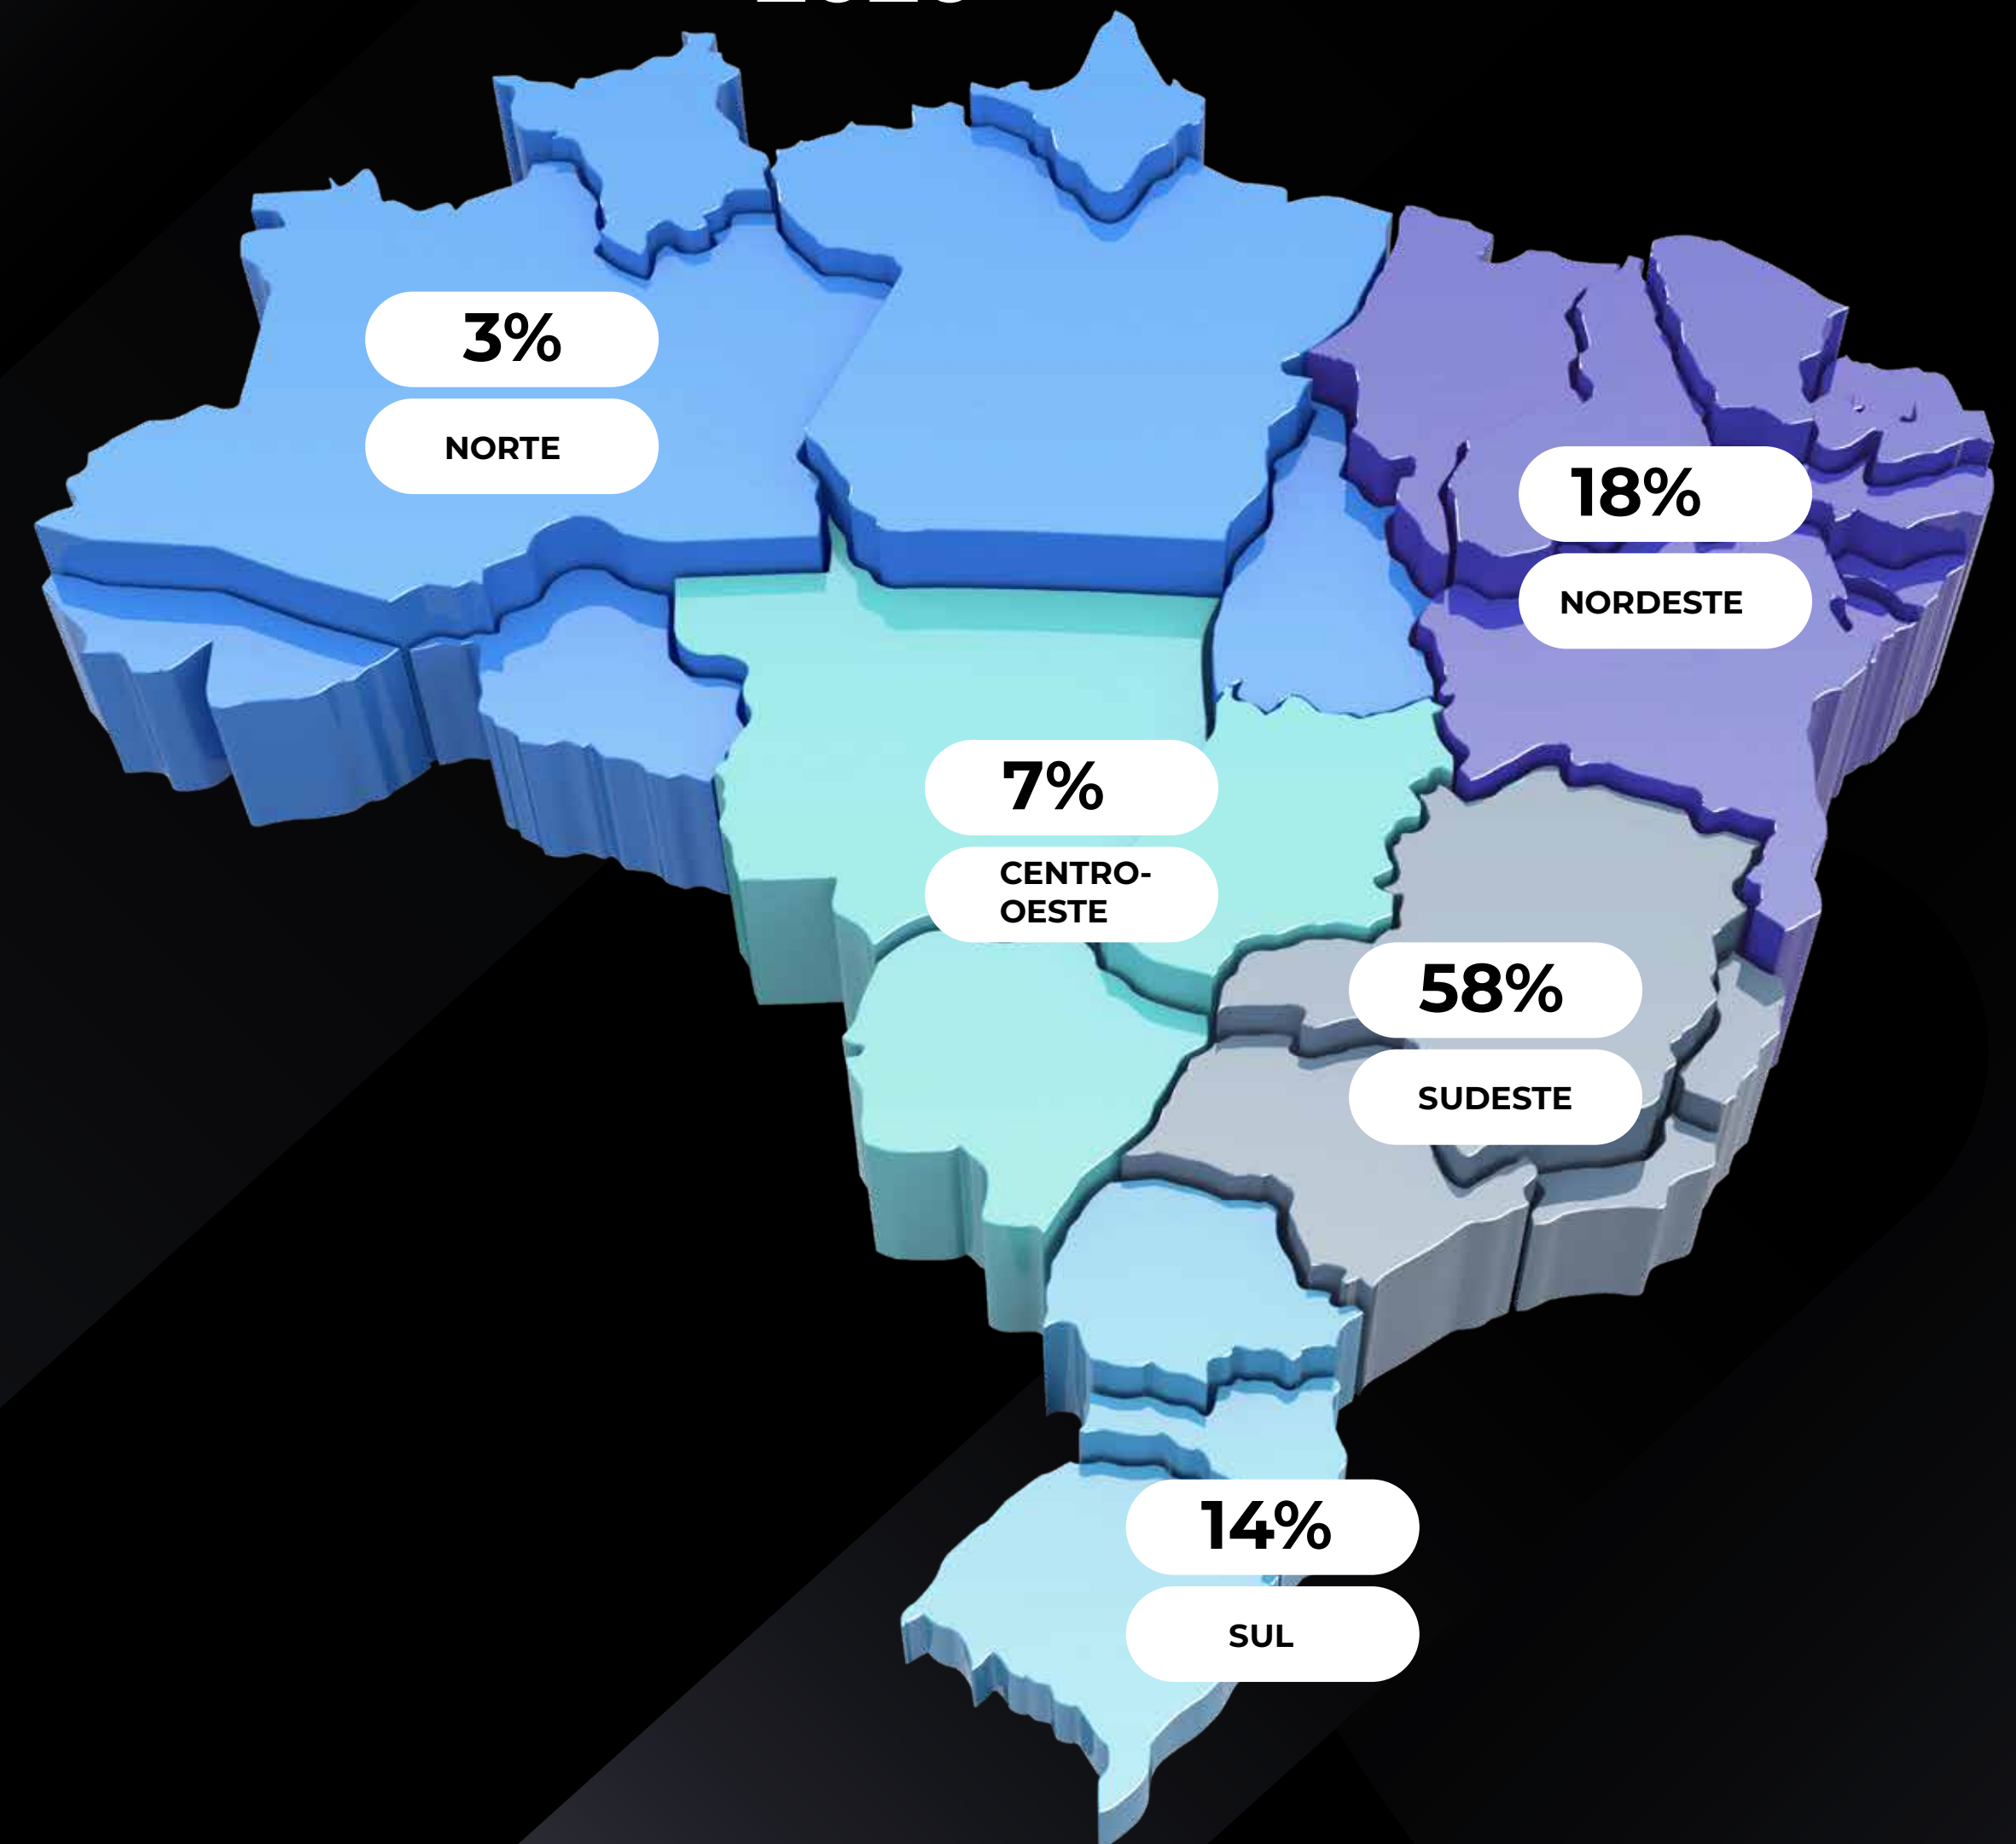 3%
NORTE
18%
NORDESTE
7%
CENTRO-
OESTE
58%
SUDESTE
14%
SUL